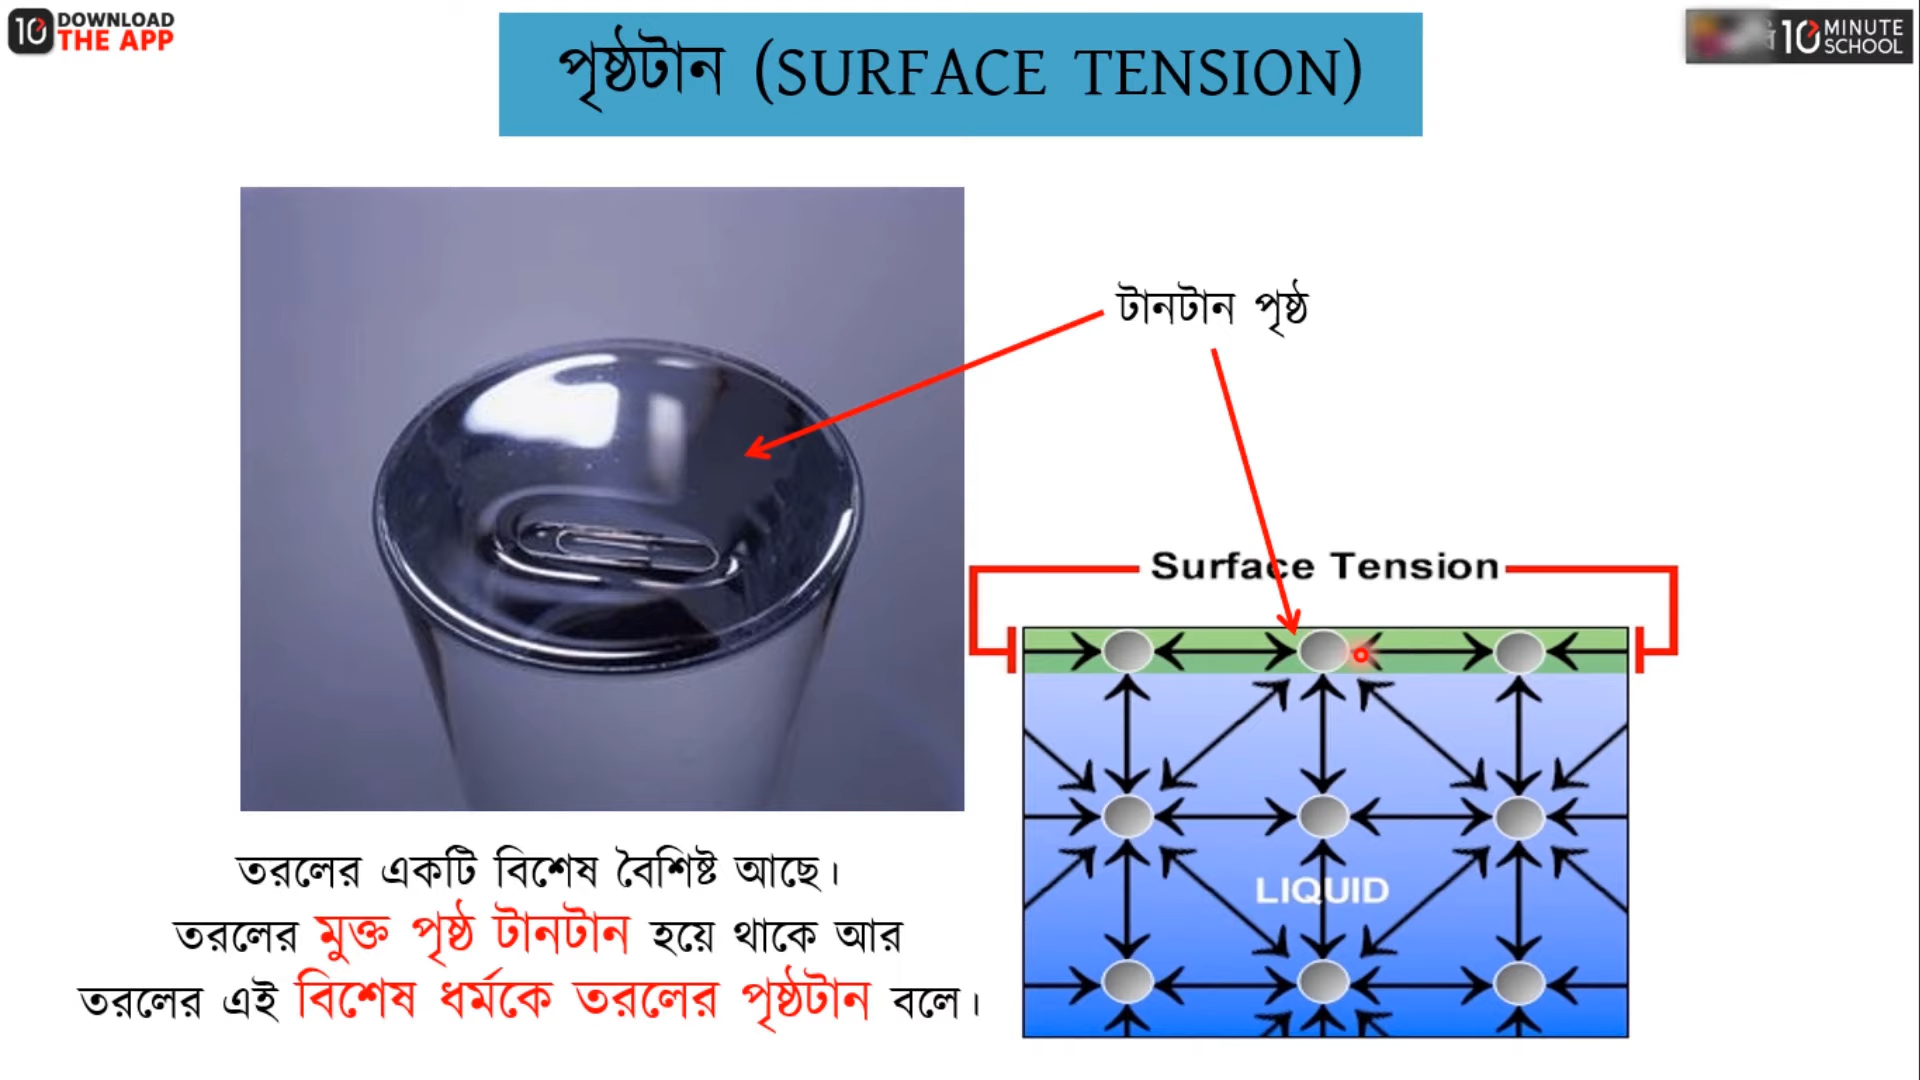 10 DOWNLOAD
THE APP
10 MINUTE
SCHOOL
পৃষ্ঠটান (SURFACE TENSION)
টানটান পৃষ্ঠ
Surface Tension
LIQUID
তরলের একটি বিশেষ বৈশিষ্ট আছে।
তরলের মুক্ত পৃষ্ঠ টানটান হয়ে থাকে আর
তরলের এই বিশেষ ধর্মকে তরলের পৃষ্ঠটান বলে।